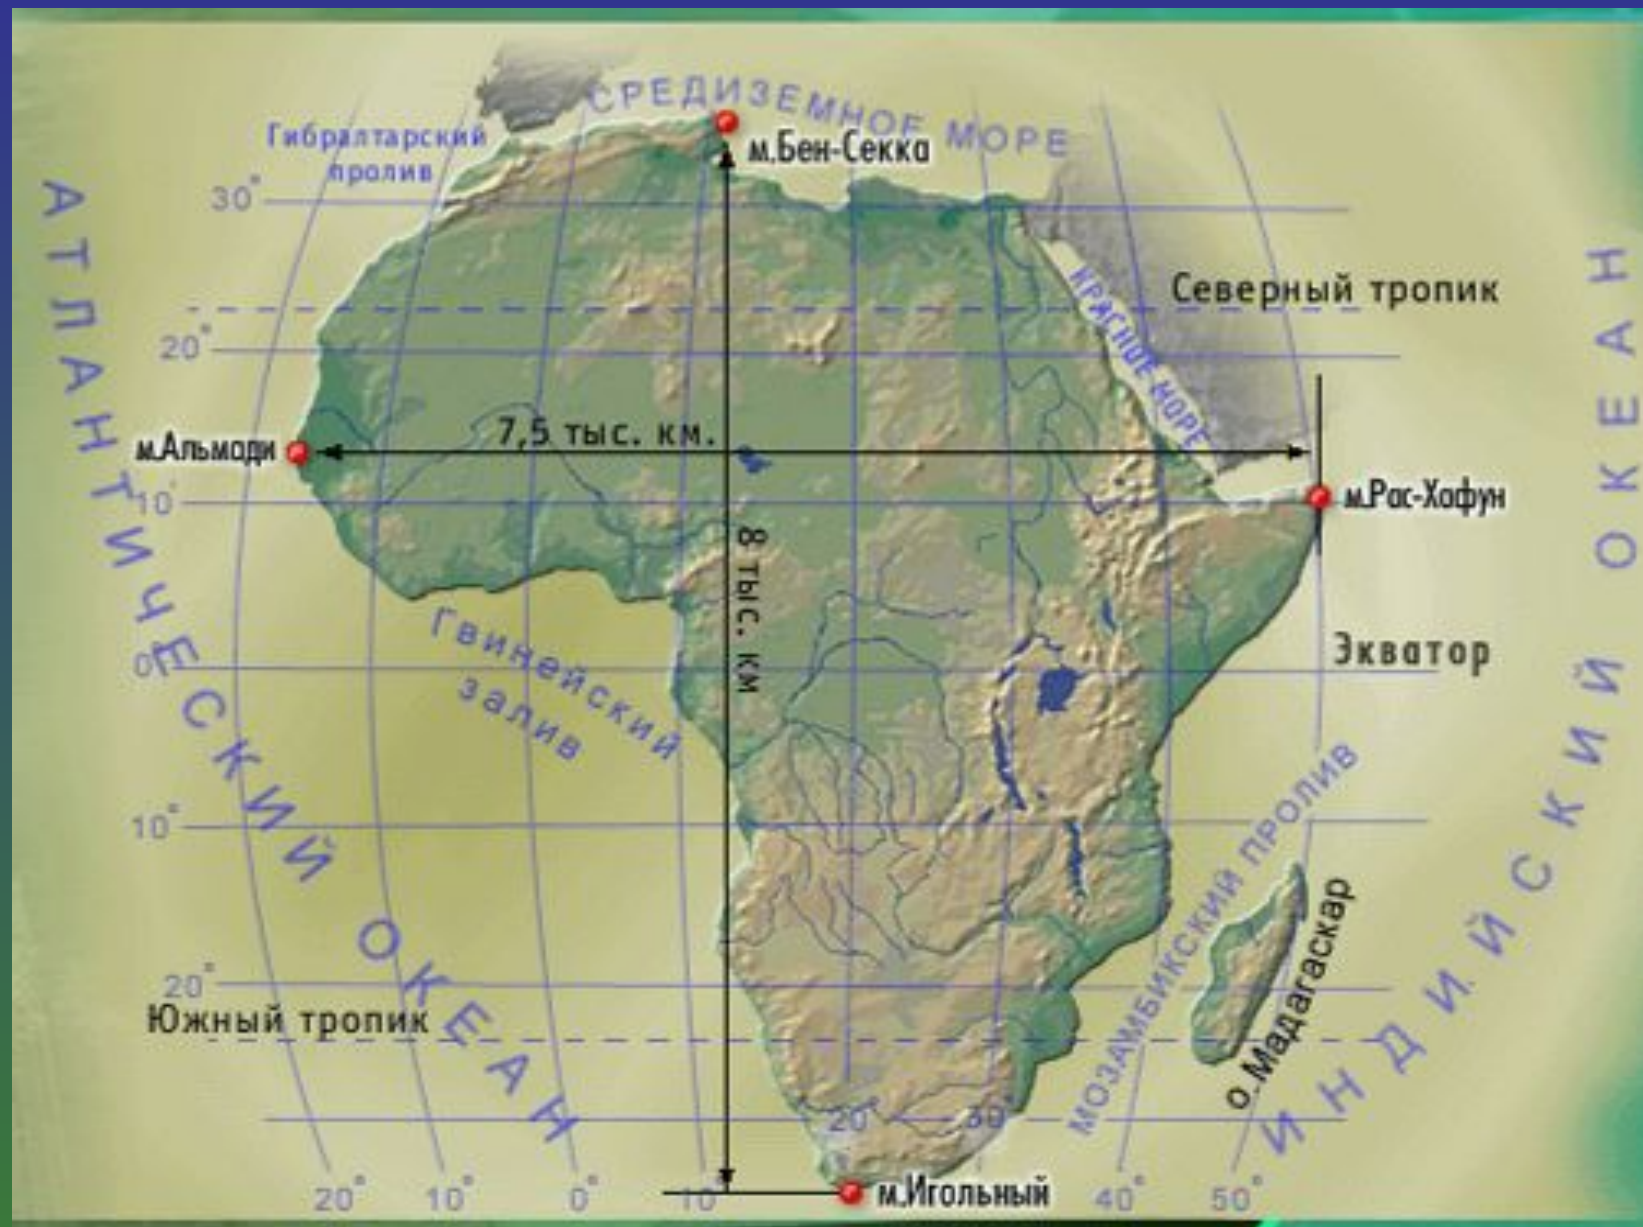 СРЕДИЗЕМНОЕ МОРЕ
Гибралтарский
пролив
м.Бен-Секка
30°
Северный тропик
КРАСНОЕ МОРЕ
20°
7,5 тыс. км.
м.Альмади
10°
м.Рас-Хафун
8 тыс. км
Гвинейский
залив
0°
Экватор
АТЛАНТИЧЕСКИЙ ОКЕАН
ИНДИЙСКИЙ ОКЕАН
МОЗАМБИКСКИЙ ПРОЛИВ
10°
о.Мадагаскар
20°
Южный тропик
20° 30°
20° 10° 0° 10° м.Игольный 40° 50°